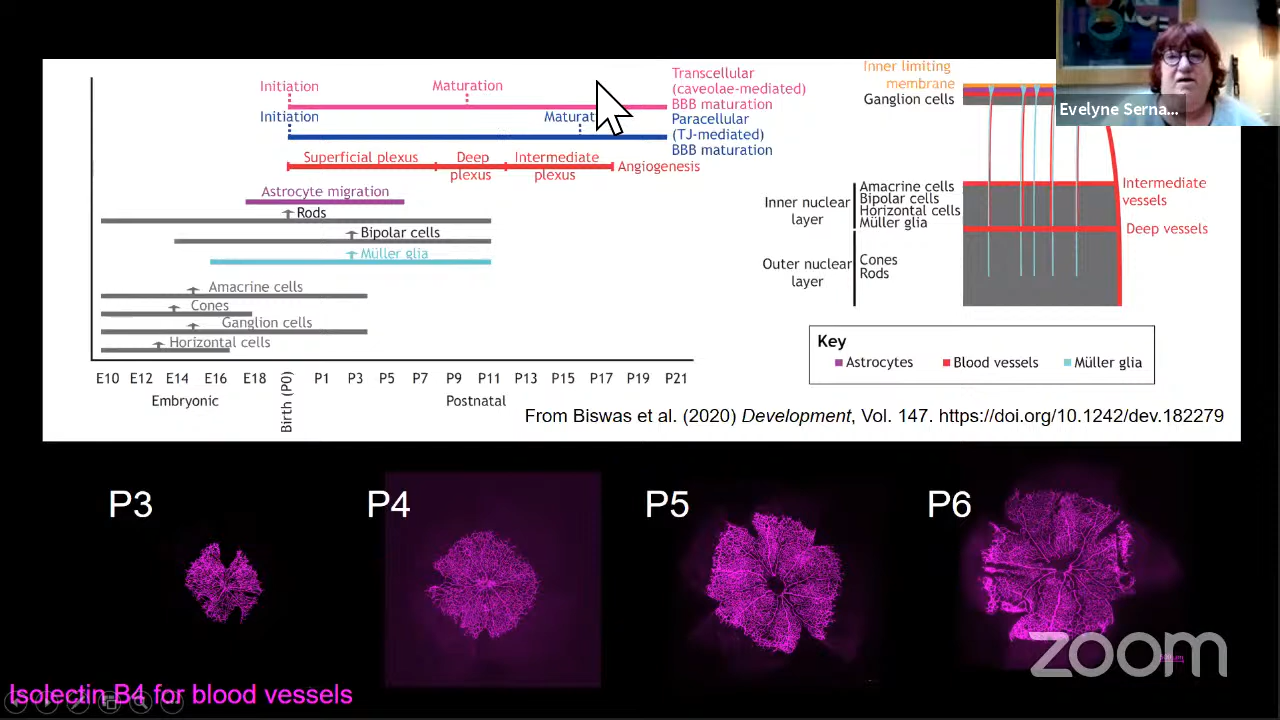 Initiation
Maturation
Transcellular
(caveolae-mediated)
BBB maturation
Initiation
Maturat
Paracellular
(TJ-mediated)
BBB maturation
Superficial plexus
Deep
plexus
Intermediate
plexus
Angiogenesis
Astrocyte migration
Rods
Bipolar cells
Müller glia
Amacrine cells
Cones
Ganglion cells
Horizontal cells
E10 E12 E14 E16 E18 Birth (P0) P1 P3 P5 P7 P9 P11 P13 P15 P17 P19 P21
Embryonic
Postnatal
Inner limiting
membrane
Ganglion cells
Evelyne Serna...
Inner nuclear
layer
Amacrine cells
Bipolar cells
Horizontal cells
Müller glia
Outer nuclear
layer
Cones
Rods
Intermediate
vessels
Deep vessels
Key
Astrocytes
Blood vessels
Müller glia
From Biswas et al. (2020) Development, Vol. 147. https://doi.org/10.1242/dev.182279
P3
P4
P5
P6
zoom
Isolectin B4 for blood vessels